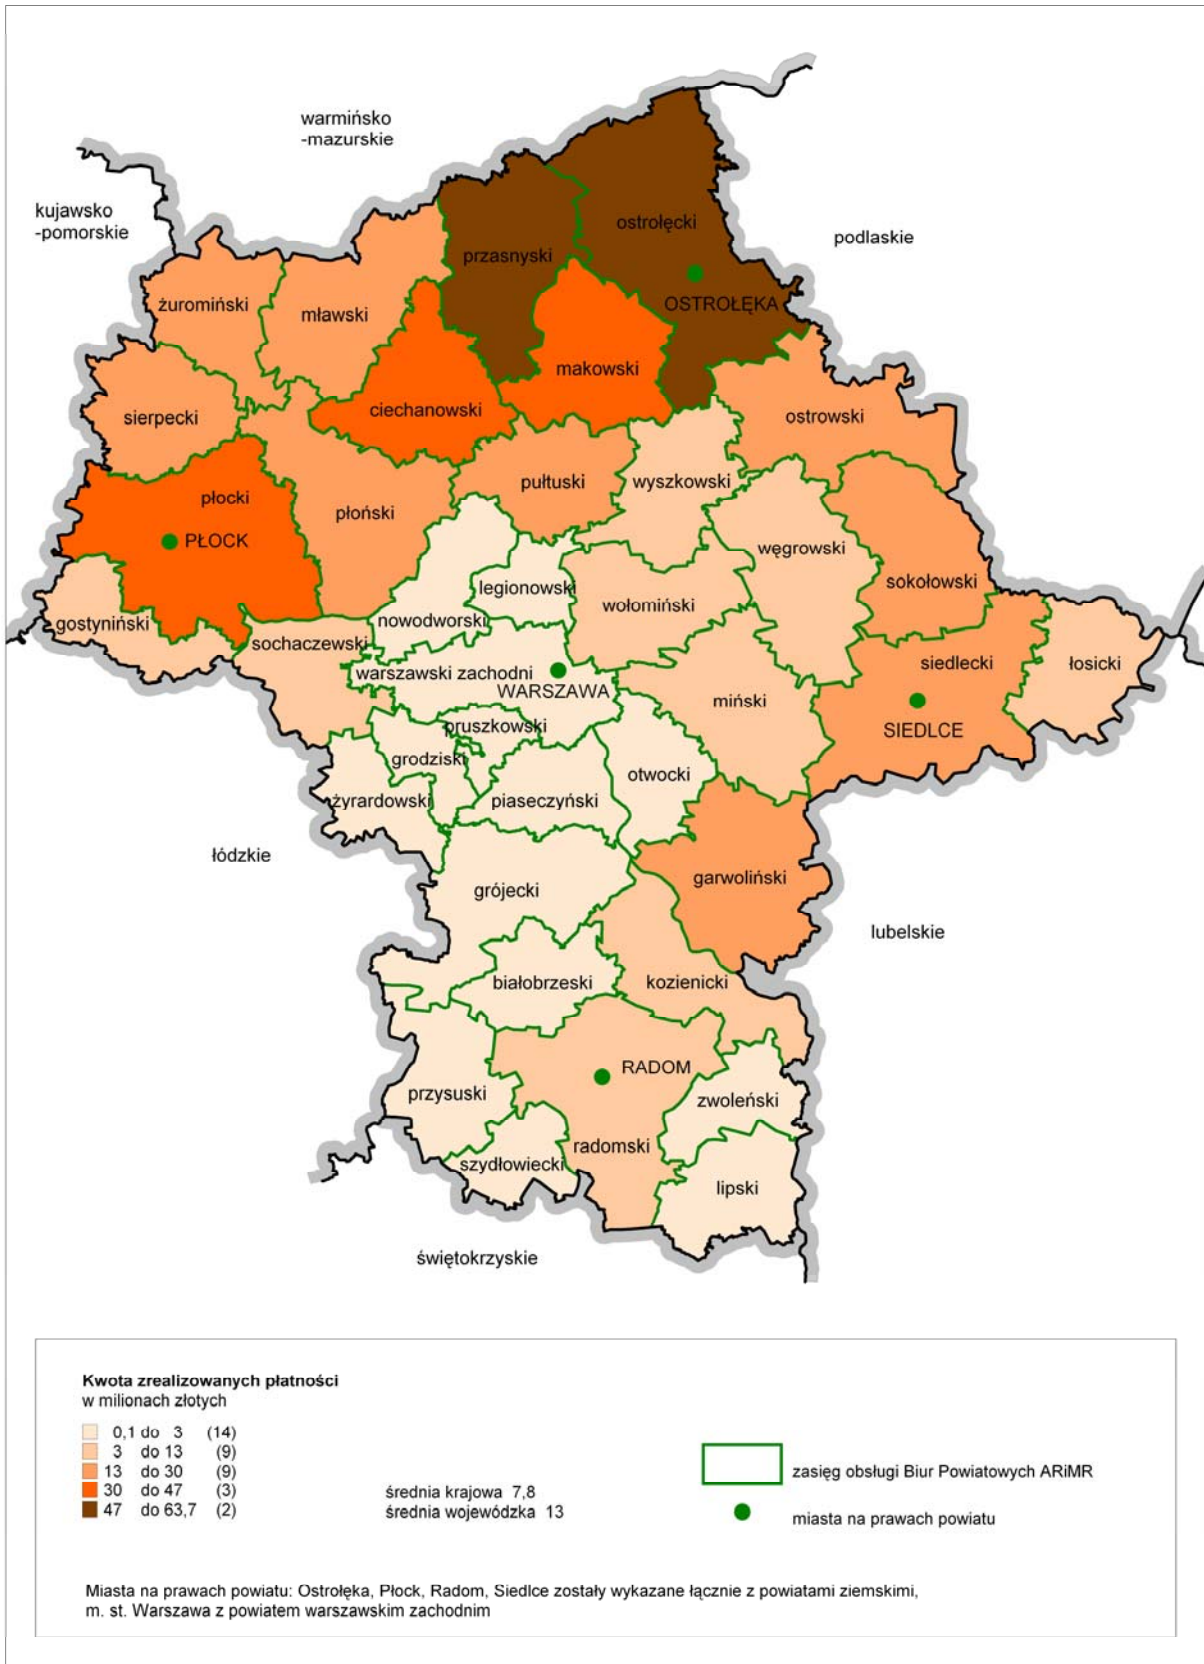 warmińsko
-mazurskie
kujawsko
-pomorskie
podlaskie
ostrołęcki
przasnyski
OSTROŁĘKA
żuromiński
mławski
makowski
ciechanowski
sierpecki
ostrowski
płocki
płoński
pułtuski
wyszkowski
PŁOCK
węgrowski
sokołowski
legionowski
wołomiński
gostyniński
nowodworski
sochaczewski
siedlecki
łosicki
warszawski zachodni
WARSZAWA
miński
SIEDLCE
pruszkowski
grodziski
otwocki
żyrardowski
piaseczyński
łódzkie
garwoliński
grójecki
lubelskie
białobrzeski
kozienicki
RADOM
przysuski
zwoleński
radomski
szydłowiecki
lipski
świętokrzyskie
Kwota zrealizowanych płatności
w milionach złotych
0,1 do 3 (14)
3 do 13 (9)
13 do 30 (9)
30 do 47 (3)
47 do 63,7 (2)
średnia krajowa 7,8
średnia wojewódzka 13
zasięg obsługi Biur Powiatowych ARiMR
miasta na prawach powiatu
Miasta na prawach powiatu: Ostrołęka, Płock, Radom, Siedlce zostały wykazane łącznie z powiatami ziemskimi,
m. st. Warszawa z powiatem warszawskim zachodnim